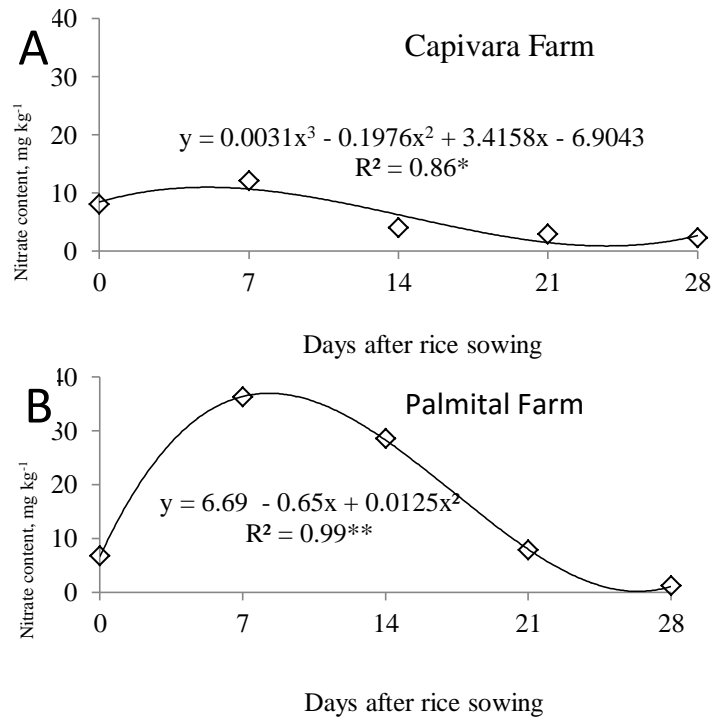 A
Capivara Farm
Nitrate content, mg kg⁻¹
40
30
20
10
0
y = 0.0031x³ - 0.1976x² + 3.4158x - 6.9043
R² = 0.86*
0 7 14 21 28
Days after rice sowing
B
Palmital Farm
Nitrate content, mg kg⁻¹
40
30
20
10
0
y = 6.69 - 0.65x + 0.0125x²
R² = 0.99**
0 7 14 21 28
Days after rice sowing